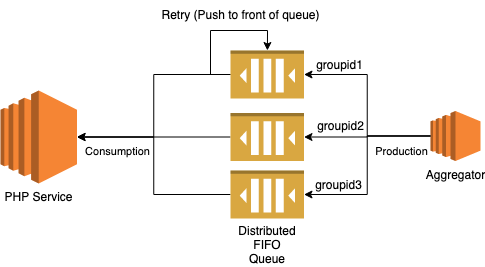 Retry (Push to front of queue)
groupid1
groupid2
Consumption
Production
Aggregator
groupid3
PHP Service
Distributed
FIFO
Queue